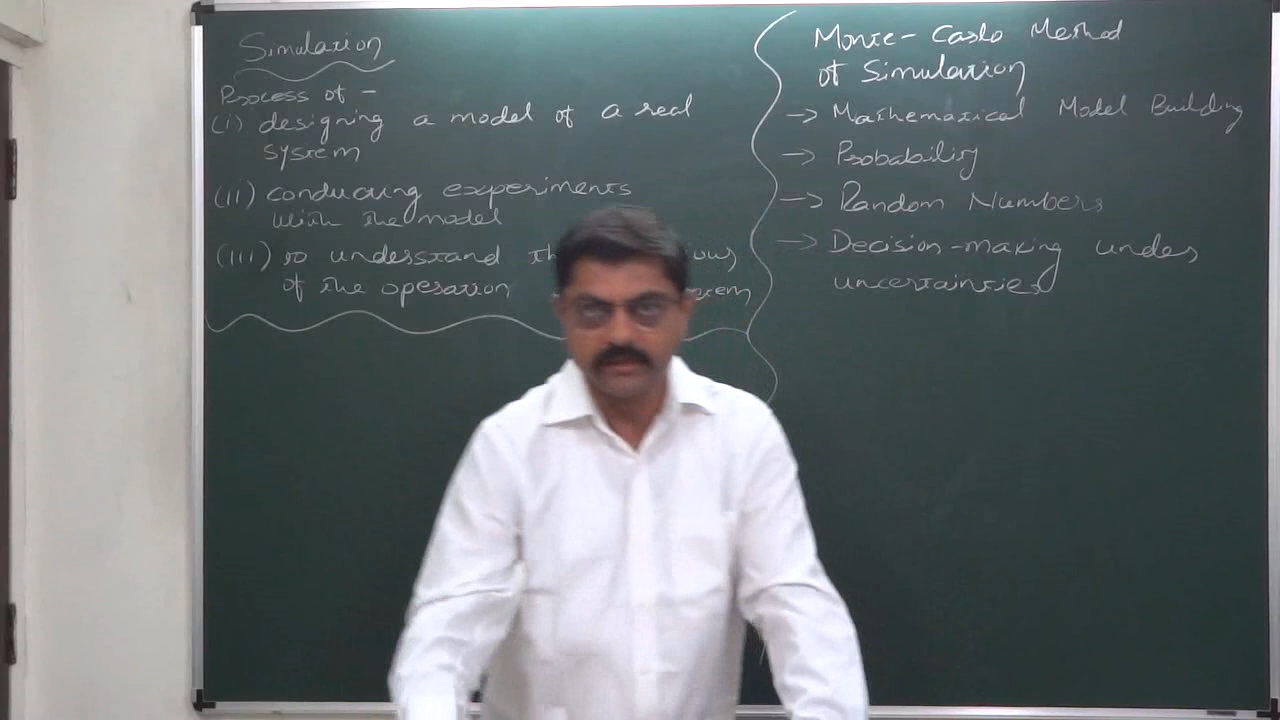 Simulation
Process of -
(i) designing a model of a real
system
(ii) conducting experiments
with the model
(iii) to understand
of the operation
Monte-Carlo Method
of Simulation
→ Mathematical Model Building
→ Probability
→ Random Numbers
→ Decision-making under
uncertainties